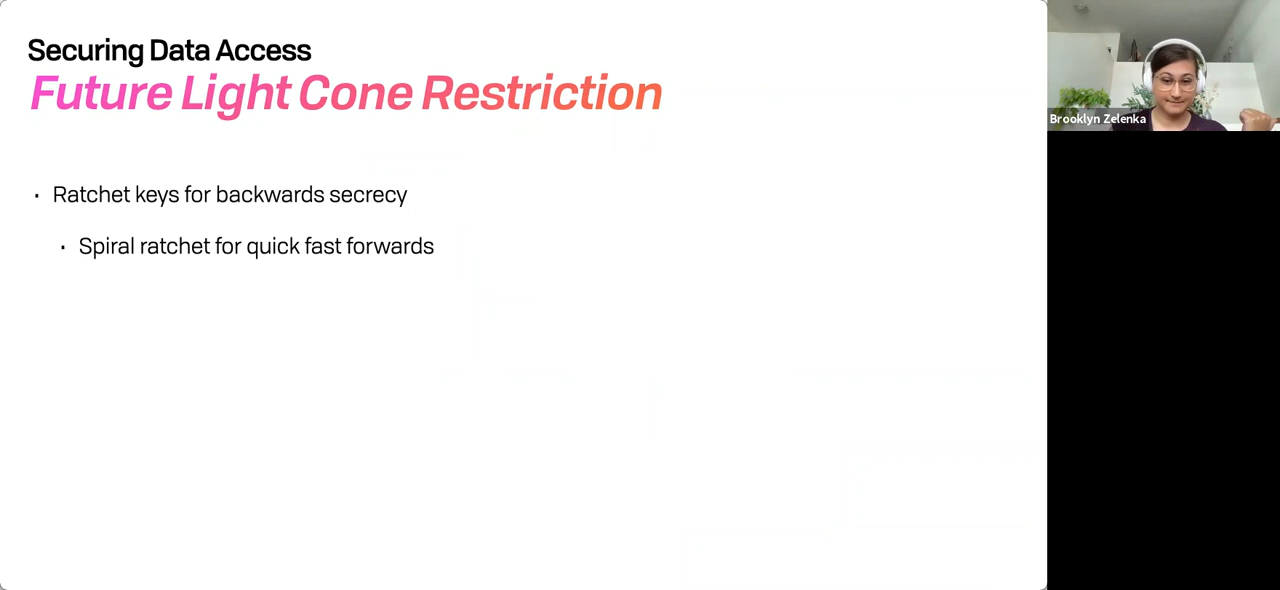 Securing Data Access
Future Light Cone Restriction
· Ratchet keys for backwards secrecy
· Spiral ratchet for quick fast forwards
Brooklyn Zelenka